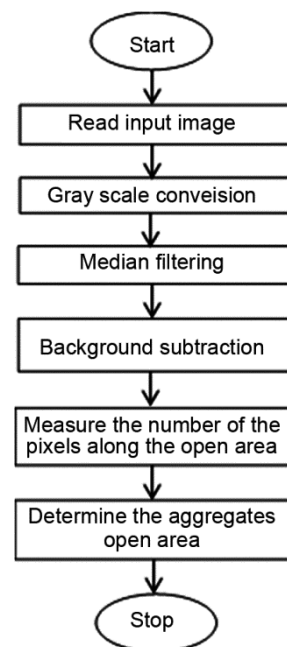 Start
Read input image
Gray scale conveision
Median filtering
Background subtraction
Measure the number of the
pixels along the open area
Determine the aggregates
open area
Stop